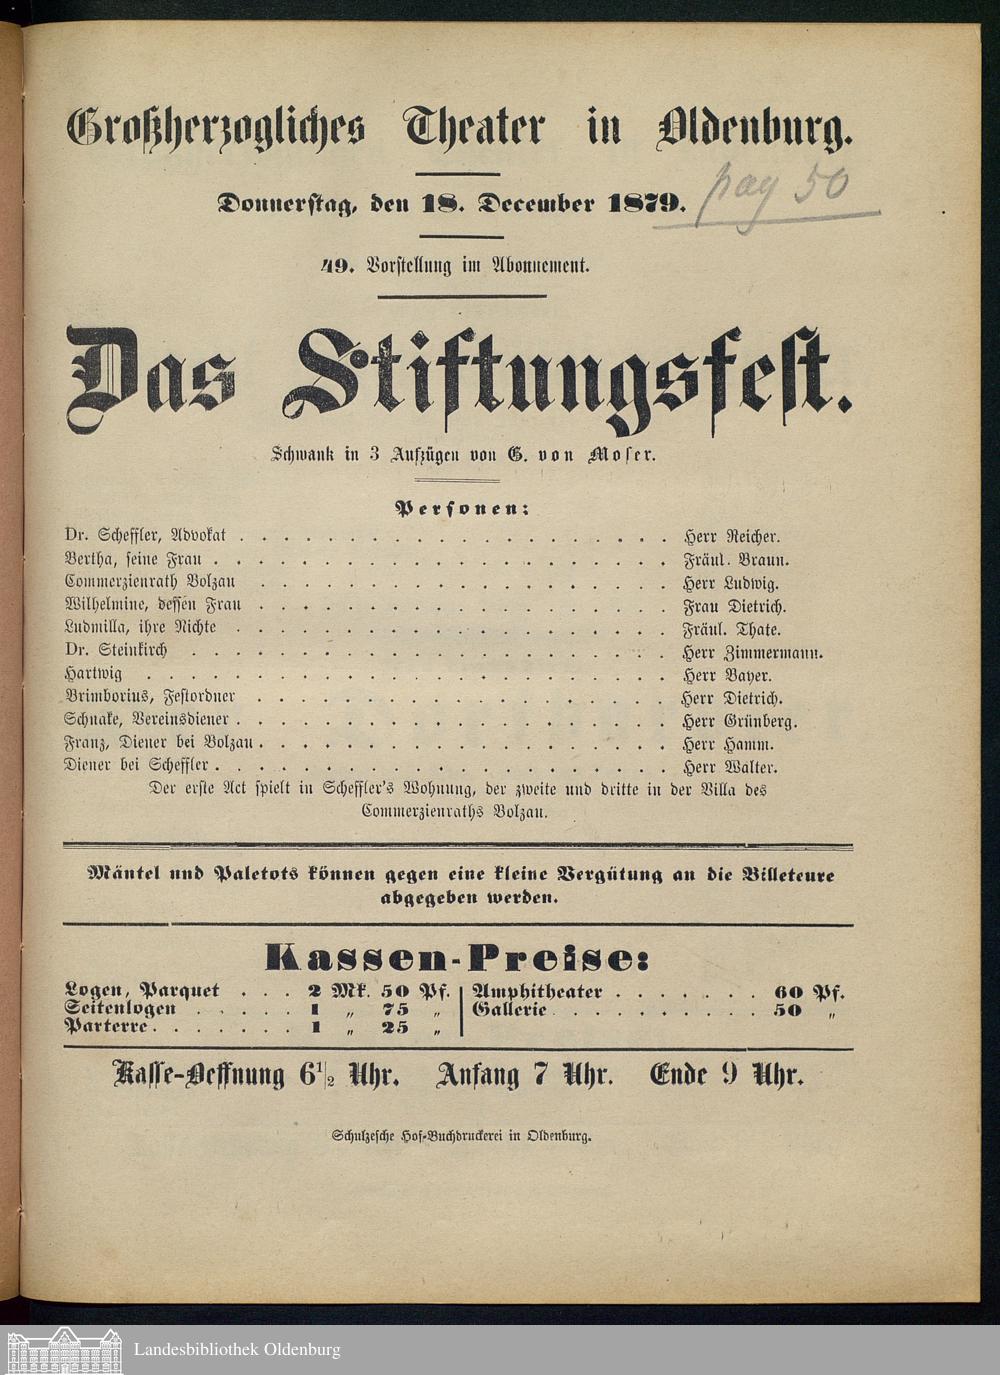 Großherzogliches Theater in Oldenburg.
Donnerstag, den 18. December 1879.
pag 50
49. Vorstellung im Abonnement.
Das Stiftungsfest.
Schwank in 3 Aufzügen von G. von Moser.
Personen:
Dr. Scheffler, Advokat . . . . . . . . . . . . . . . . Herr Reicher.
Bertha, seine Frau . . . . . . . . . . . . . . . . . Fräul. Braun.
Commerzienrath Bolzau . . . . . . . . . . . . . . . Herr Ludwig.
Wilhelmine, dessen Frau . . . . . . . . . . . . . . . Frau Dietrich.
Ludmilla, ihre Nichte . . . . . . . . . . . . . . . . Fräul. Thate.
Dr. Steinkirch . . . . . . . . . . . . . . . . . . Herr Zimmermann.
Hartwig . . . . . . . . . . . . . . . . . . . . Herr Bayer.
Brimborius, Festordner . . . . . . . . . . . . . . . Herr Dietrich.
Schnake, Vereinsdiener . . . . . . . . . . . . . . . . Herr Grünberg.
Franz, Diener bei Bolzau . . . . . . . . . . . . . . . Herr Hamm.
Diener bei Scheffler . . . . . . . . . . . . . . . . . Herr Walter.
Der erste Act spielt in Scheffler's Wohnung, der zweite und dritte in der Villa des
Commerzienraths Bolzau.
Mäntel und Paletots können gegen eine kleine Vergütung an die Billeteure
abgegeben werden.
Kassen-Preise:
Logen, Parquet . . . 2 Mk. 50 Pf.
Seitenlogen . . . . . 1 „ 75 „
Parterre . . . . . . . 1 „ 25 „
Amphitheater . . . . . . . 60 Pf.
Gallerie . . . . . . . . . . 50 „
Kasse-Oeffnung 6 1/2 Uhr. Anfang 7 Uhr. Ende 9 Uhr.
Schulzesche Hof-Buchdruckerei in Oldenburg.
Landesbibliothek Oldenburg